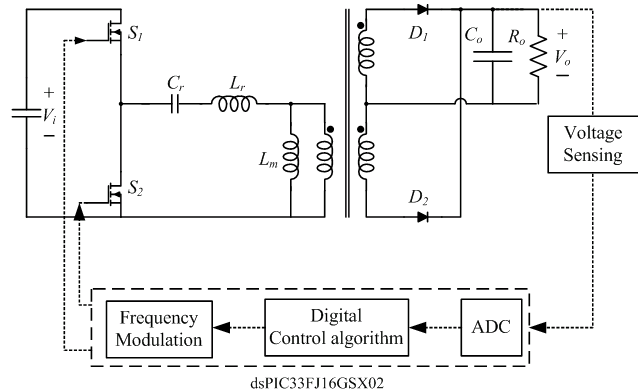 S1
D1
Co
Ro
+
Vo
−
Cr
Lr
+
Vi
−
Lm
Voltage
Sensing
S2
D2
Frequency
Modulation
Digital
Control algorithm
ADC
dsPIC33FJ16GSX02